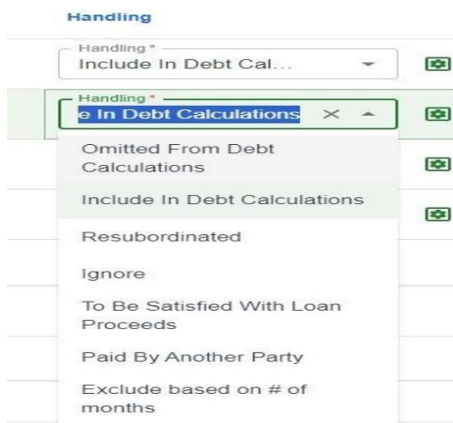 Handling
Handling *
Include In Debt Cal...
Handling *
e In Debt Calculations
Omitted From Debt
Calculations
Include In Debt Calculations
Resubordinated
Ignore
To Be Satisfied With Loan
Proceeds
Paid By Another Party
Exclude based on # of
months